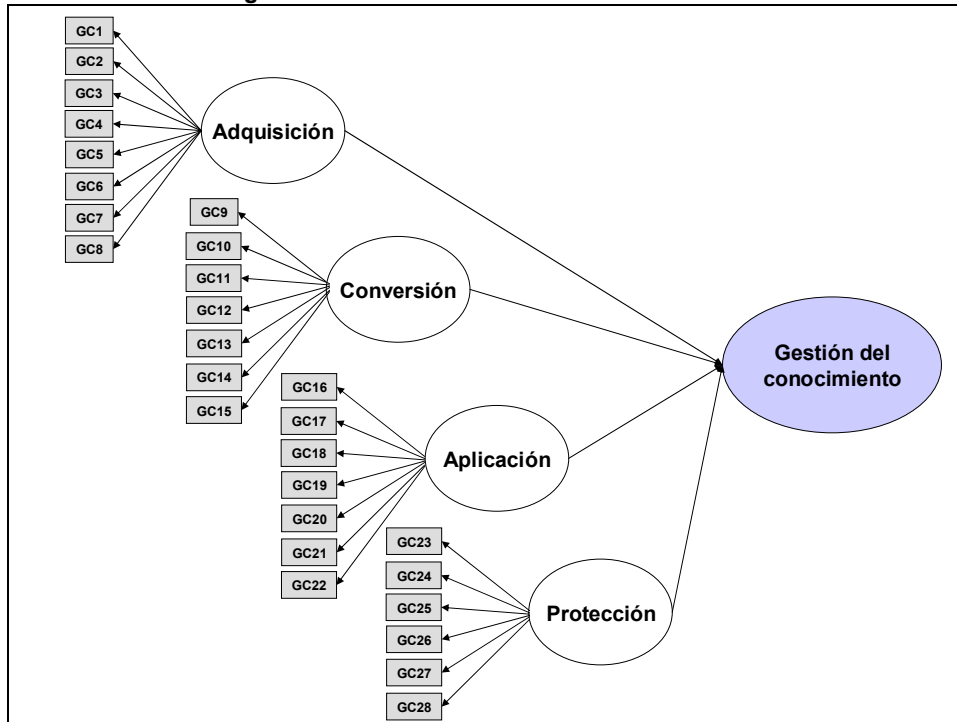 GC1
GC2
GC3
GC4
GC5
GC6
GC7
GC8
Adquisición
GC9
GC10
GC11
GC12
GC13
GC14
GC15
Conversión
GC16
GC17
GC18
GC19
GC20
GC21
GC22
Aplicación
GC23
GC24
GC25
GC26
GC27
GC28
Protección
Gestión del
conocimiento